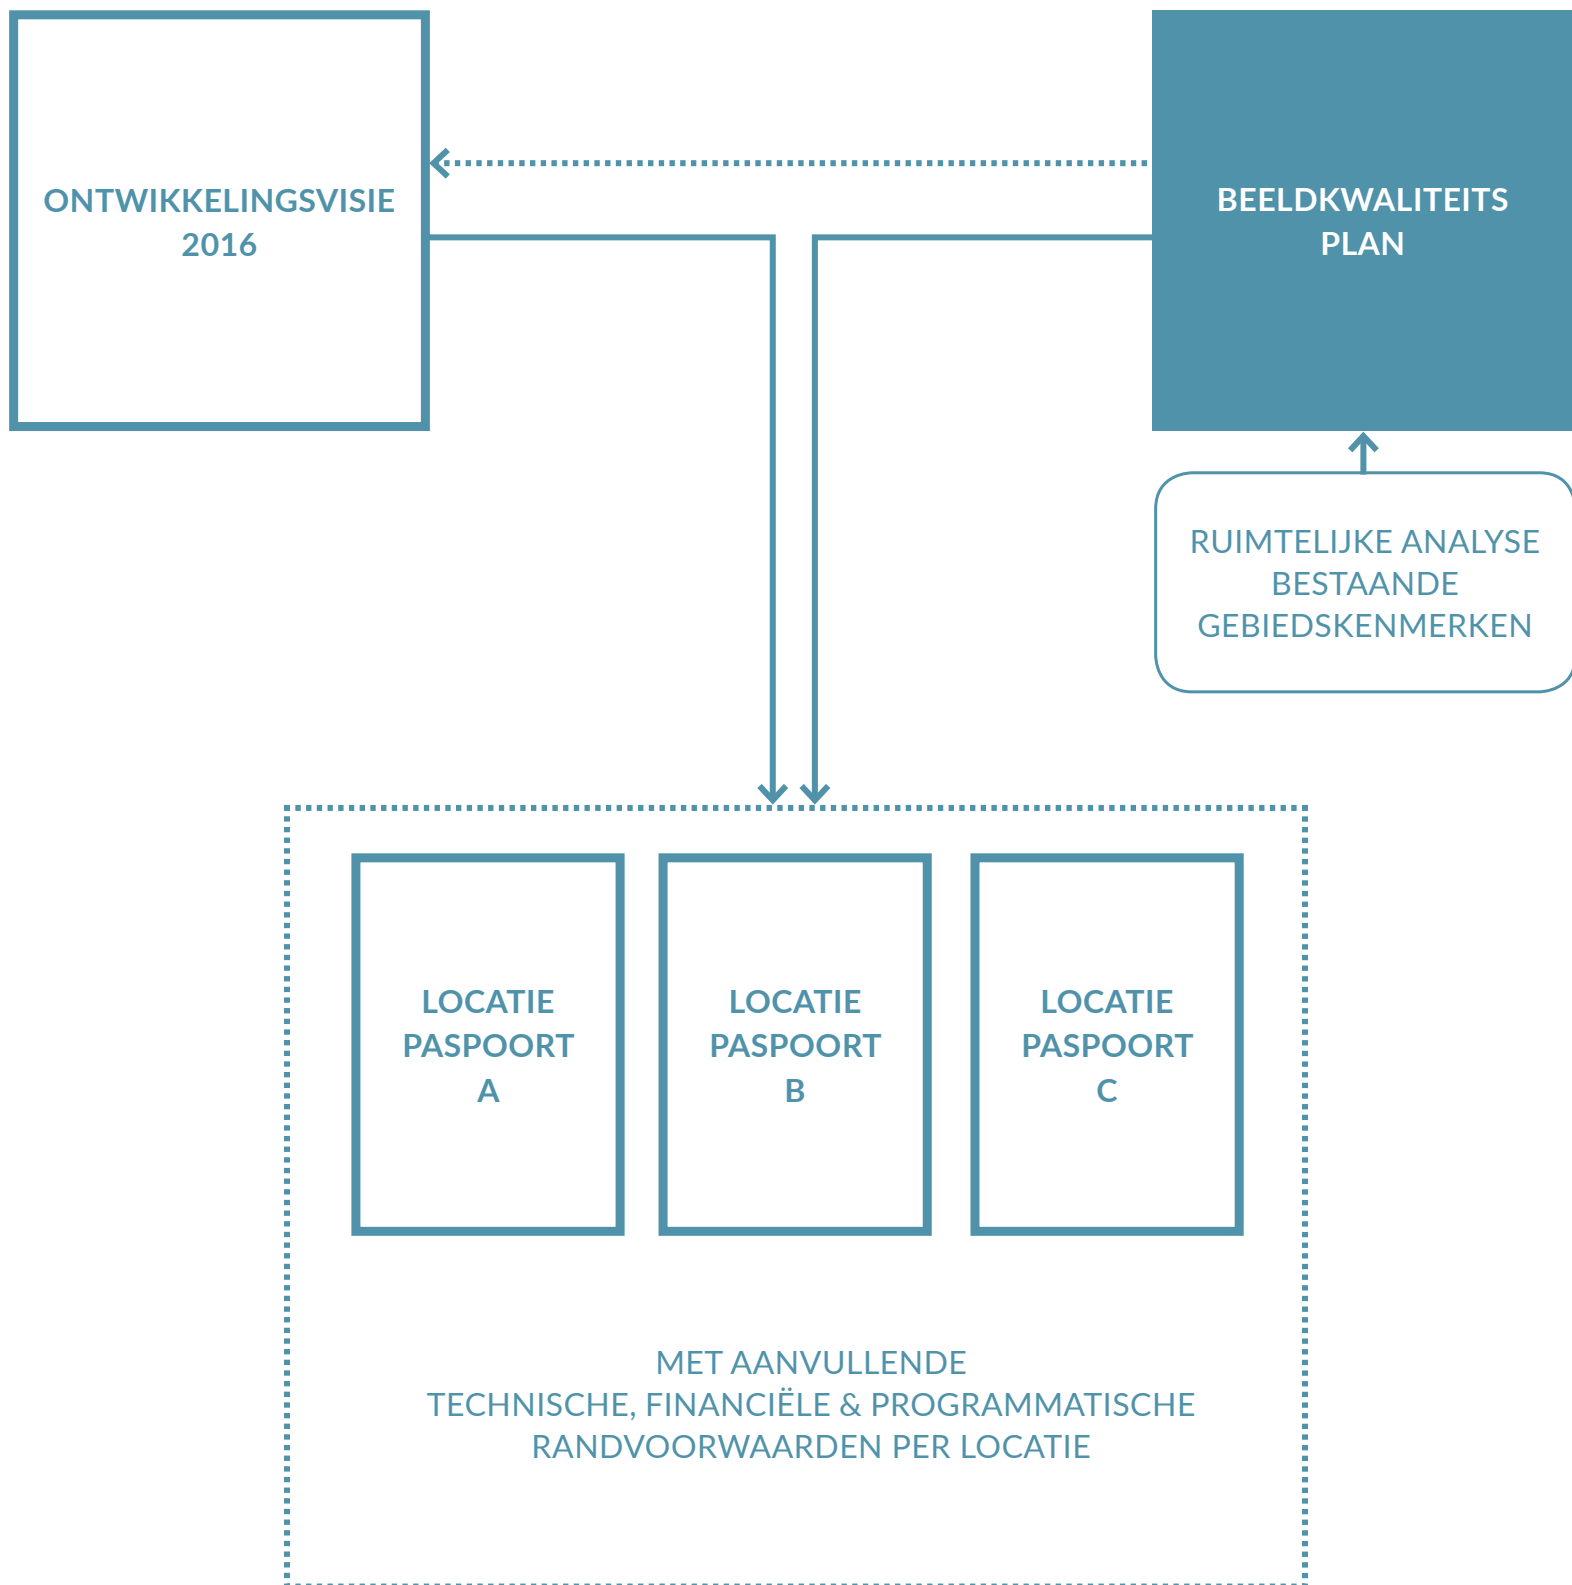 ONTWIKKELINGSVISIE
2016
BEELDKWALITEITS
PLAN
RUIMTELIJKE ANALYSE
BESTAANDE
GEBIEDSKENMERKEN
LOCATIE
PASPOORT
A
LOCATIE
PASPOORT
B
LOCATIE
PASPOORT
C
MET AANVULLENDE
TECHNISCHE, FINANCIËLE & PROGRAMMATISCHE
RANDVOORWAARDEN PER LOCATIE